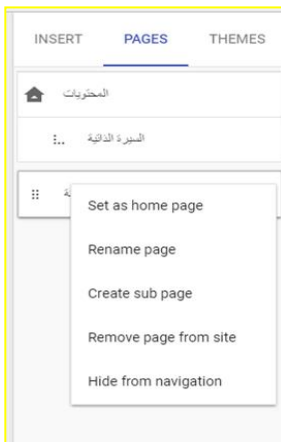 INSERT PAGES THEMES
المحتويات
السيرة الذاتية
Set as home page
Rename page
Create sub page
Remove page from site
Hide from navigation